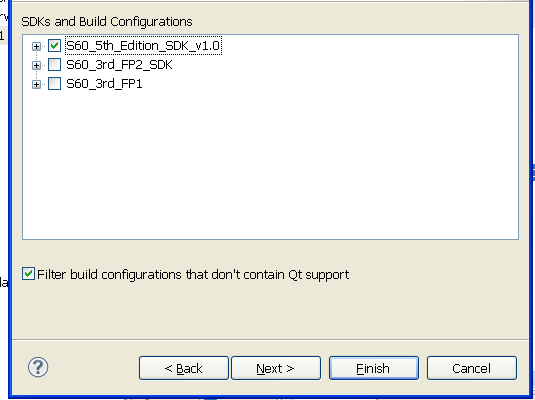 SDKs and Build Configurations
S60_5th_Edition_SDK_v1.0
S60_3rd_FP2_SDK
S60_3rd_FP1
Filter build configurations that don't contain Qt support
< Back Next > Finish Cancel